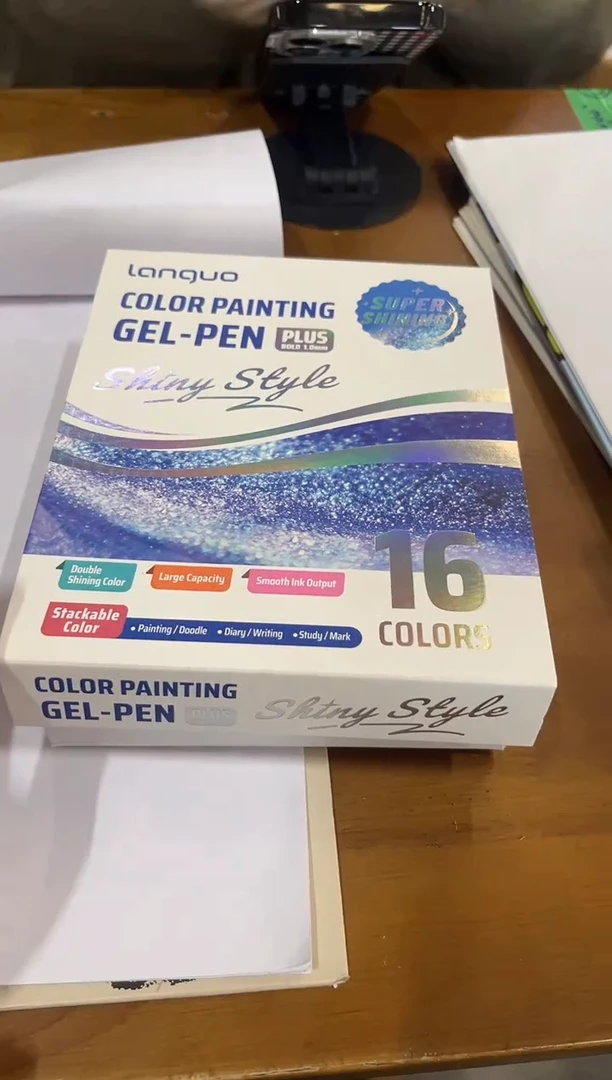 Languo
COLOR PAINTING
GEL-PEN PLUS
BOLD 1.0mm
SUPER
SHINING
Shiny Style
16
COLORS
Double
Shining Color
Large Capacity
Smooth Ink Output
Stackable
Color
• Painting / Doodle • Diary / Writing • Study / Mark
COLOR PAINTING
GEL-PEN PLUS
Shiny Style